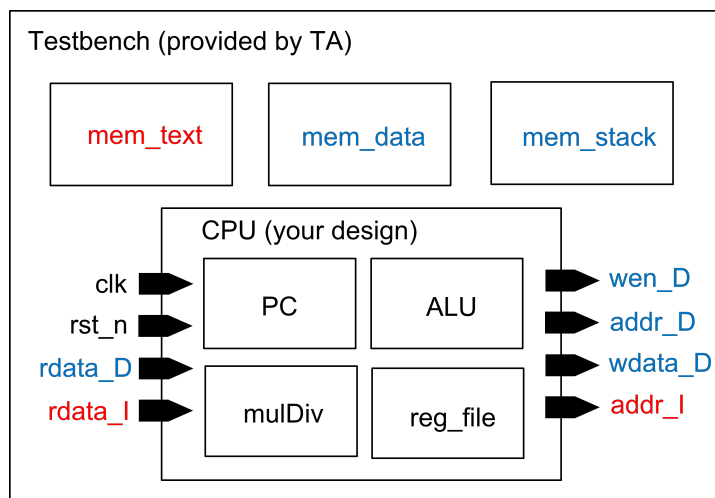 Testbench (provided by TA)
mem_text
mem_data
mem_stack
CPU (your design)
clk
rst_n
rdata_D
rdata_I
PC
ALU
mulDiv
reg_file
wen_D
addr_D
wdata_D
addr_I